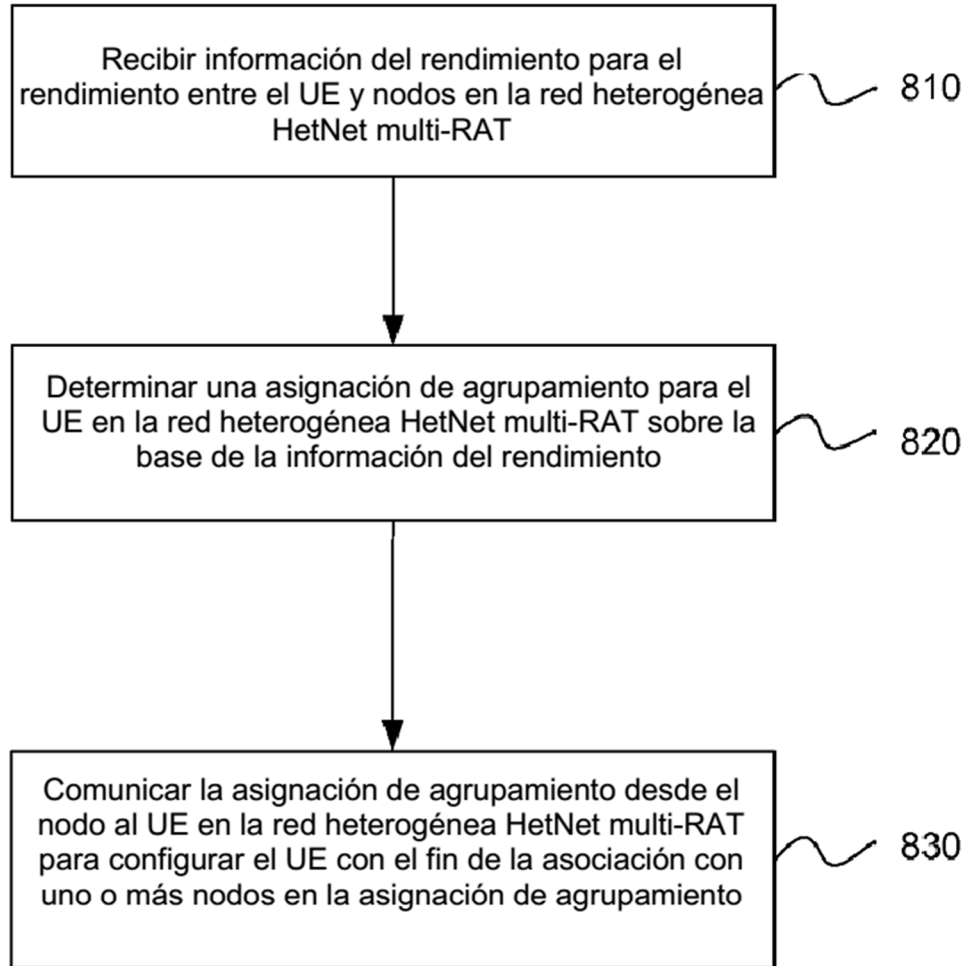 Recibir información del rendimiento para el
rendimiento entre el UE y nodos en la red heterogénea
HetNet multi-RAT
810
Determinar una asignación de agrupamiento para el
UE en la red heterogénea HetNet multi-RAT sobre la
base de la información del rendimiento
820
Comunicar la asignación de agrupamiento desde el
nodo al UE en la red heterogénea HetNet multi-RAT
para configurar el UE con el fin de la asociación con
uno o más nodos en la asignación de agrupamiento
830